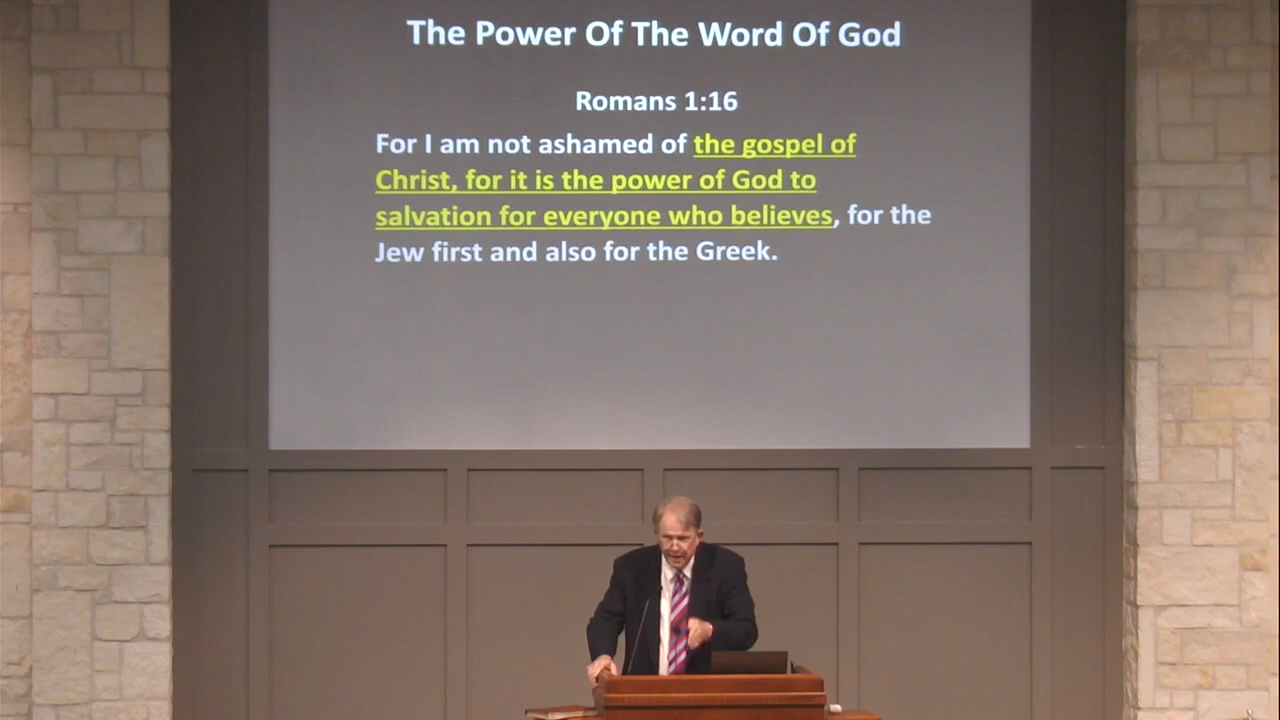 The Power Of The Word Of God
Romans 1:16
For I am not ashamed of the gospel of
Christ, for it is the power of God to
salvation for everyone who believes, for the
Jew first and also for the Greek.